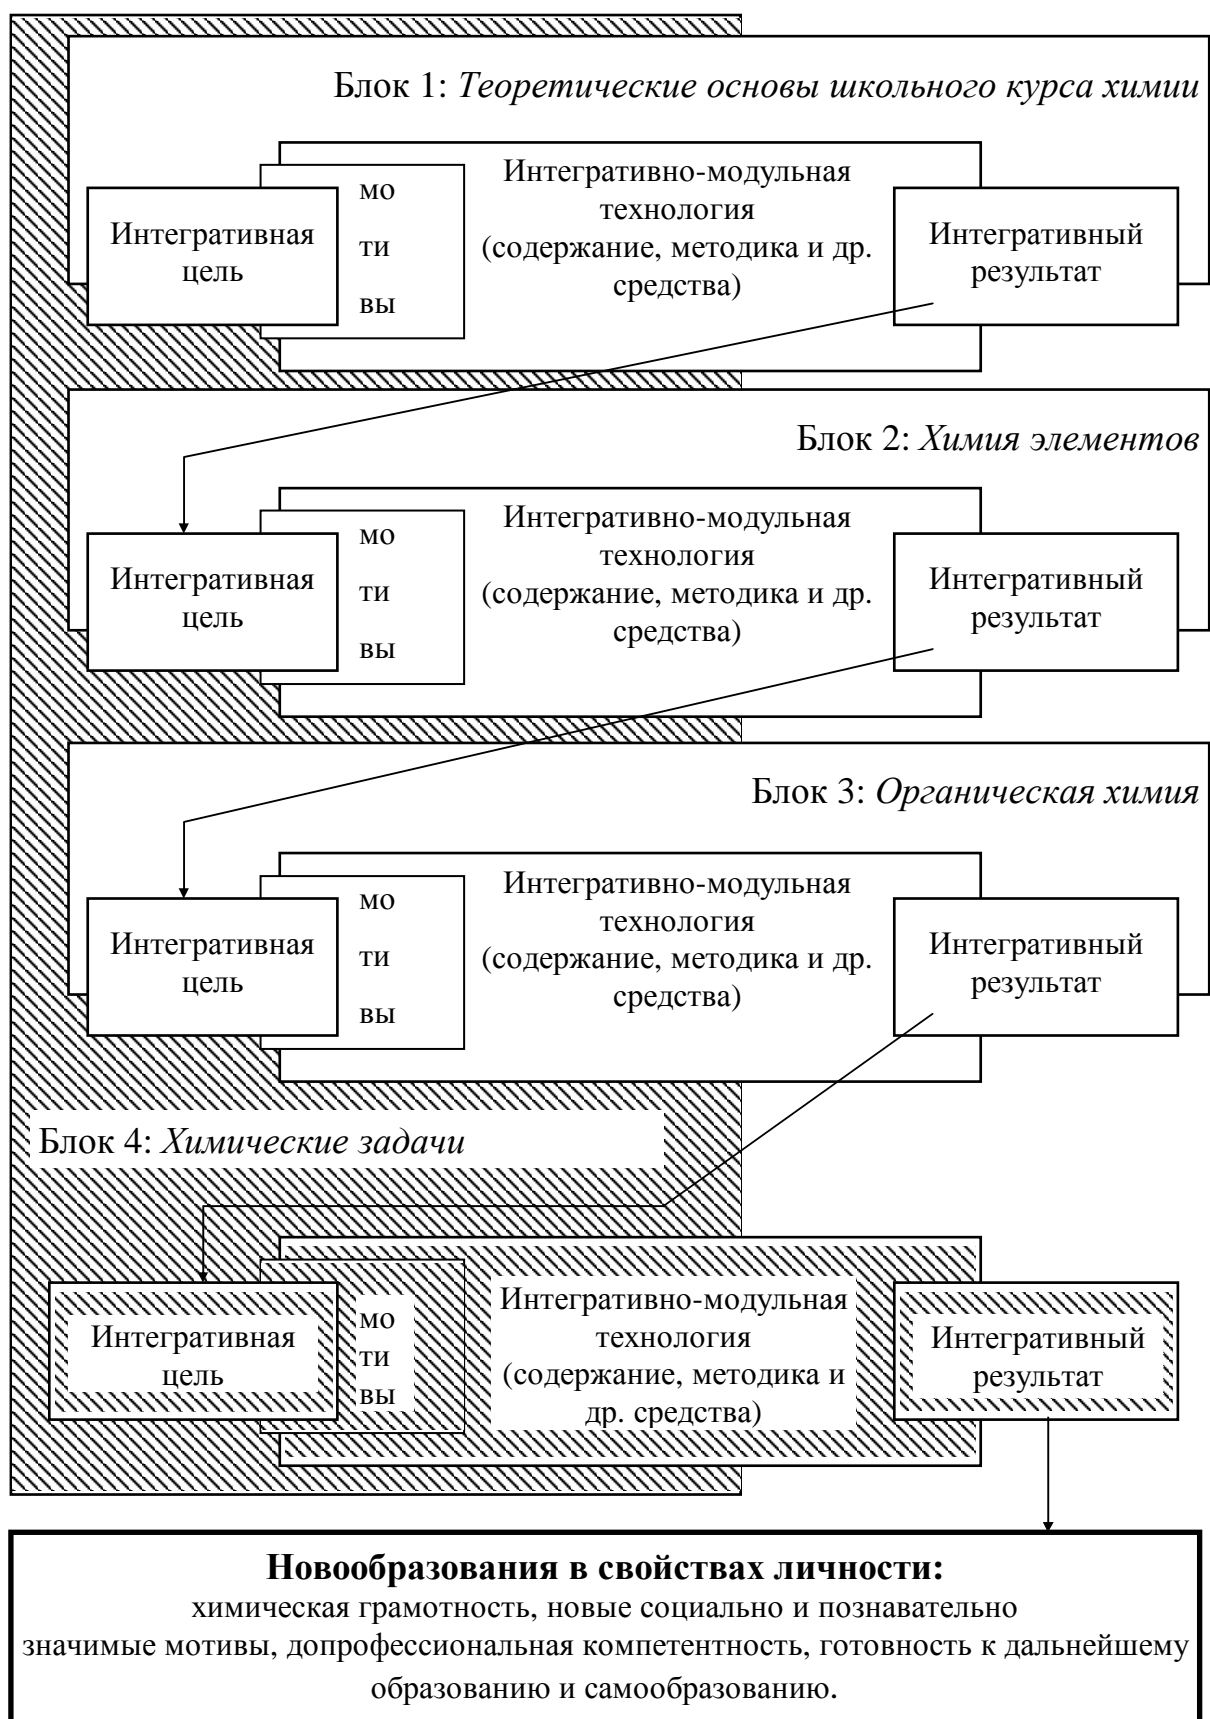 Блок 1: Теоретические основы школьного курса химии
Интегративная
цель
мо
ти
вы
Интегративно-модульная
технология
(содержание, методика и др.
средства)
Интегративный
результат
Блок 2: Химия элементов
Интегративная
цель
мо
ти
вы
Интегративно-модульная
технология
(содержание, методика и др.
средства)
Интегративный
результат
Блок 3: Органическая химия
Интегративная
цель
мо
ти
вы
Интегративно-модульная
технология
(содержание, методика и др.
средства)
Интегративный
результат
Блок 4: Химические задачи
Интегративная
цель
мо
ти
вы
Интегративно-модульная
технология
(содержание, методика и
др. средства)
Интегративный
результат
Новообразования в свойствах личности:
химическая грамотность, новые социально и познавательно
значимые мотивы, допрофессиональная компетентность, готовность к дальнейшему
образованию и самообразованию.